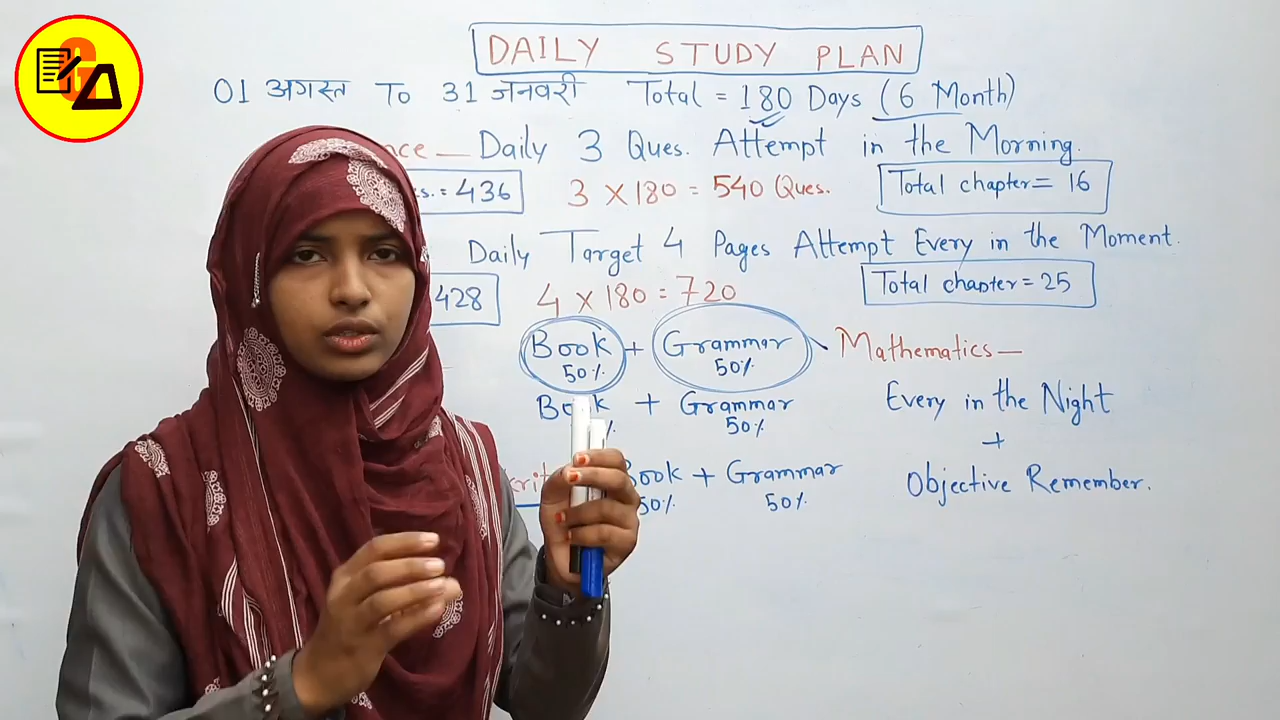 DAILY STUDY PLAN
01 अगस्त To 31 जनवरी Total = 180 Days (6 Month)
nce — Daily 3 Ques. Attempt in the Morning.
s. = 436 3 X 180 = 540 Ques. Total chapter = 16
Daily Target 4 Pages Attempt Every in the Moment.
428 4 X 180 = 720 Total chapter = 25
Book + Grammar Mathematics —
50% 50%
Book + Grammar Every in the Night
% 50% +
crit Book + Grammar Objective Remember.
50% 50%
G